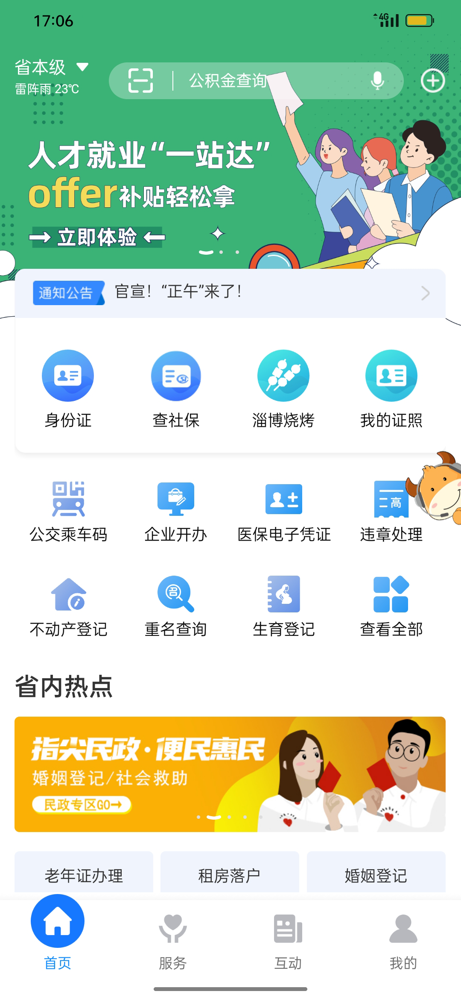 17:06
4G
省本级
雷阵雨 23℃
公积金查询
人才就业“一站达”
offer补贴轻松拿
立即体验
通知公告
官宣！“正午”来了！
身份证
查社保
淄博烧烤
我的证照
高
公交乘车码
企业开办
医保电子凭证
违章处理
名
不动产登记
重名查询
生育登记
查看全部
省内热点
指尖民政·便民惠民
婚姻登记/社会救助
民政专区GO→
老年证办理
租房落户
婚姻登记
首页
服务
互动
我的